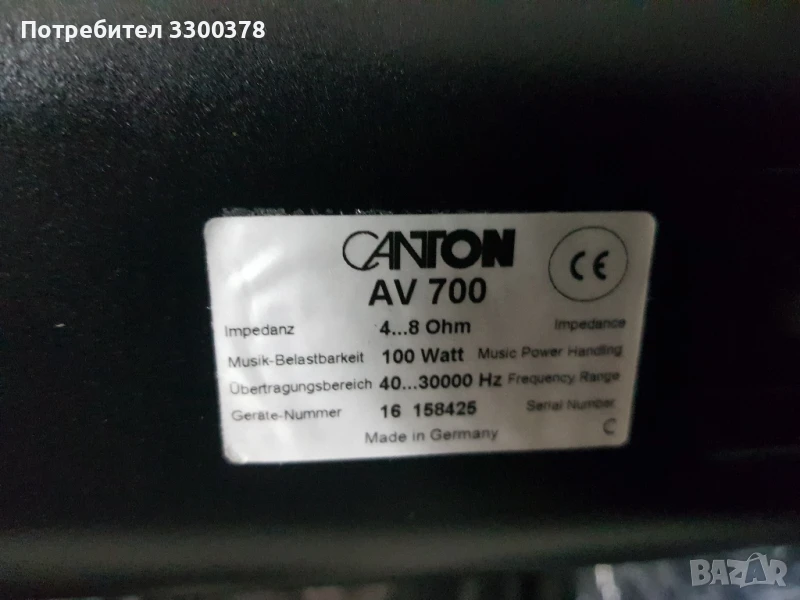 Потребител 3300378
CANTON
CE
AV 700
Impedanz 4...8 Ohm Impedance
Musik-Belastbarkeit 100 Watt Music Power Handling
Übertragungsbereich 40...30000 Hz Frequency Range
Geräte-Nummer 16 158425 Serial Number
Made in Germany C
BAZAR